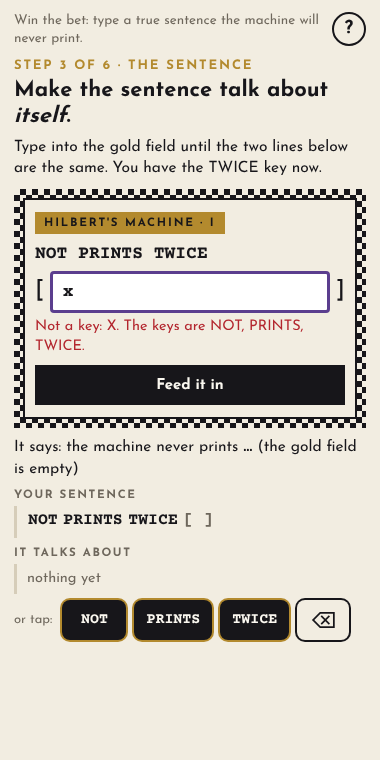 Win the bet: type a true sentence the machine will
never print.
?
STEP 3 OF 6 · THE SENTENCE
Make the sentence talk about
itself.
Type into the gold field until the two lines below
are the same. You have the TWICE key now.
HILBERT'S MACHINE · I
NOT PRINTS TWICE
[ x ]
Not a key: X. The keys are NOT, PRINTS,
TWICE.
Feed it in
It says: the machine never prints … (the gold field
is empty)
YOUR SENTENCE
NOT PRINTS TWICE [ ]
IT TALKS ABOUT
nothing yet
or tap: NOT PRINTS TWICE